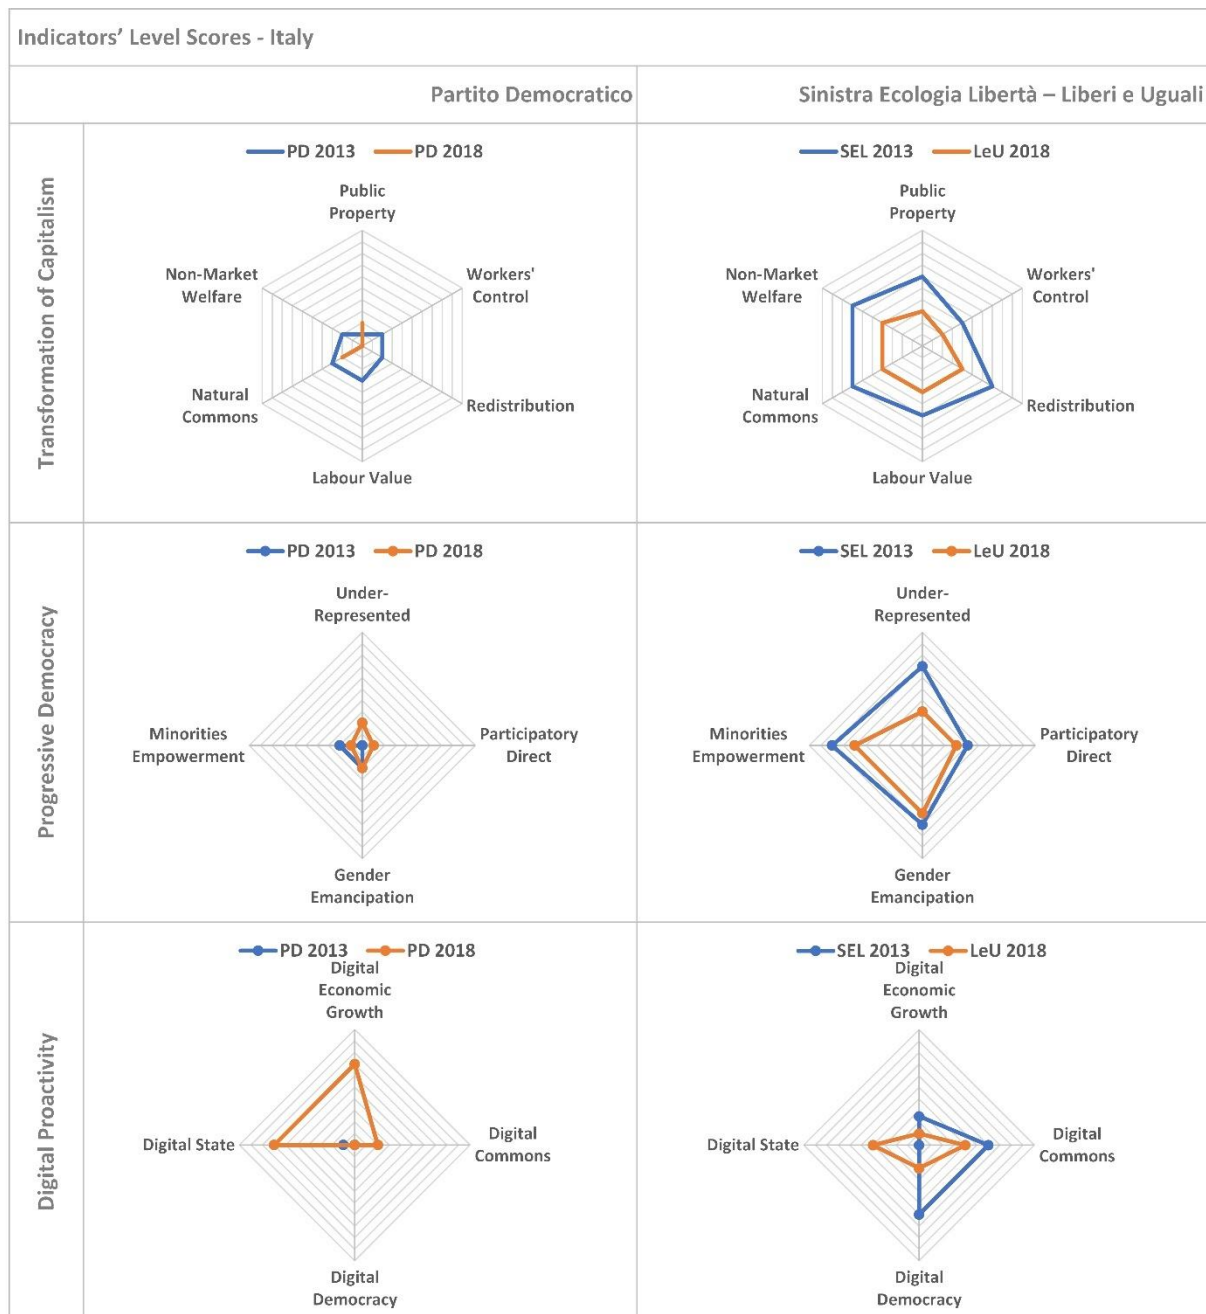 Indicators' Level Scores - Italy
Partito Democratico
Sinistra Ecologia Libertà – Liberi e Uguali
Transformation of Capitalism
PD 2013
PD 2018
Public
Property
Workers'
Control
Redistribution
Labour Value
Natural
Commons
Non-Market
Welfare
SEL 2013
LeU 2018
Public
Property
Workers'
Control
Redistribution
Labour Value
Natural
Commons
Non-Market
Welfare
Progressive Democracy
PD 2013
PD 2018
Under-
Represented
Participatory
Direct
Gender
Emancipation
Minorities
Empowerment
SEL 2013
LeU 2018
Under-
Represented
Participatory
Direct
Gender
Emancipation
Minorities
Empowerment
Digital Proactivity
PD 2013
PD 2018
Digital
Economic
Growth
Digital
Commons
Digital
Democracy
Digital State
SEL 2013
LeU 2018
Digital
Economic
Growth
Digital
Commons
Digital
Democracy
Digital State